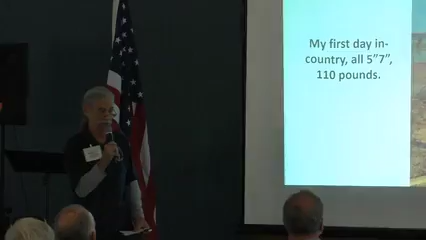 My first day in-
country, all 5"7",
110 pounds.